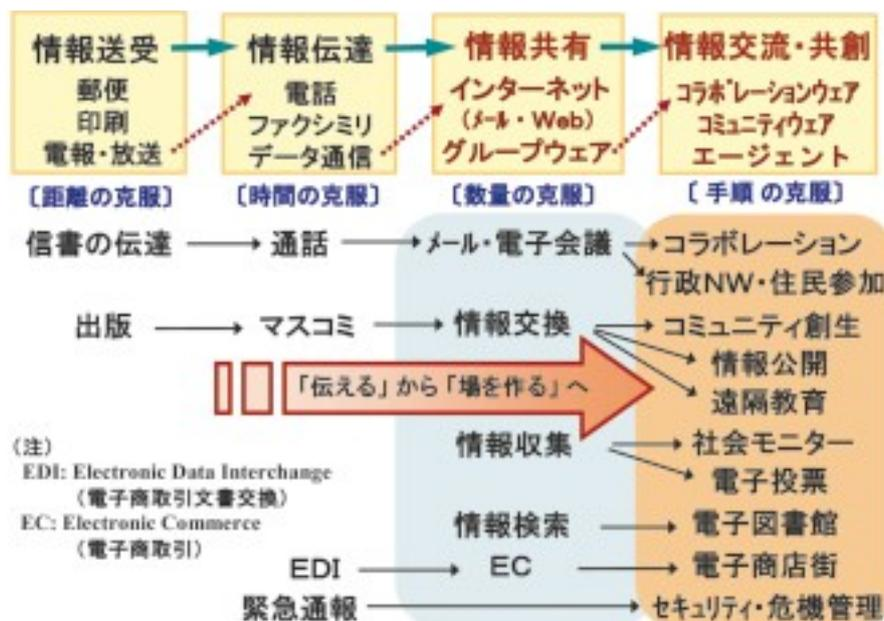 情報送受
郵便
印刷
電報・放送
情報伝達
電話
ファクシミリ
データ通信
情報共有
インターネット
(メール・Web)
グループウェア
情報交流・共創
コラボレーションウェア
コミュニティウェア
エージェント
〔距離の克服〕
〔時間の克服〕
〔数量の克服〕
〔 手順 の克服〕
信書の伝達
通話
メール・電子会議
コラボレーション
行政NW・住民参加
出版
マスコミ
情報交換
コミュニティ創生
情報公開
遠隔教育
「伝える」から「場を作る」へ
情報収集
社会モニター
電子投票
(注)
EDI: Electronic Data Interchange
(電子商取引文書交換)
EC: Electronic Commerce
(電子商取引)
情報検索
電子図書館
EDI
EC
電子商店街
緊急通報
セキュリティ・危機管理